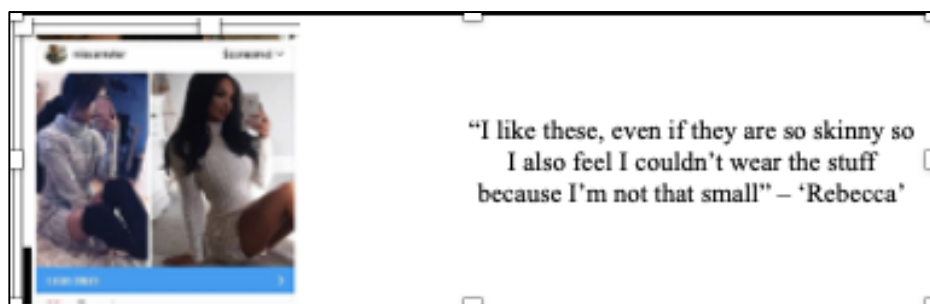 “I like these, even if they are so skinny so
I also feel I couldn’t wear the stuff
because I’m not that small” – ‘Rebecca’